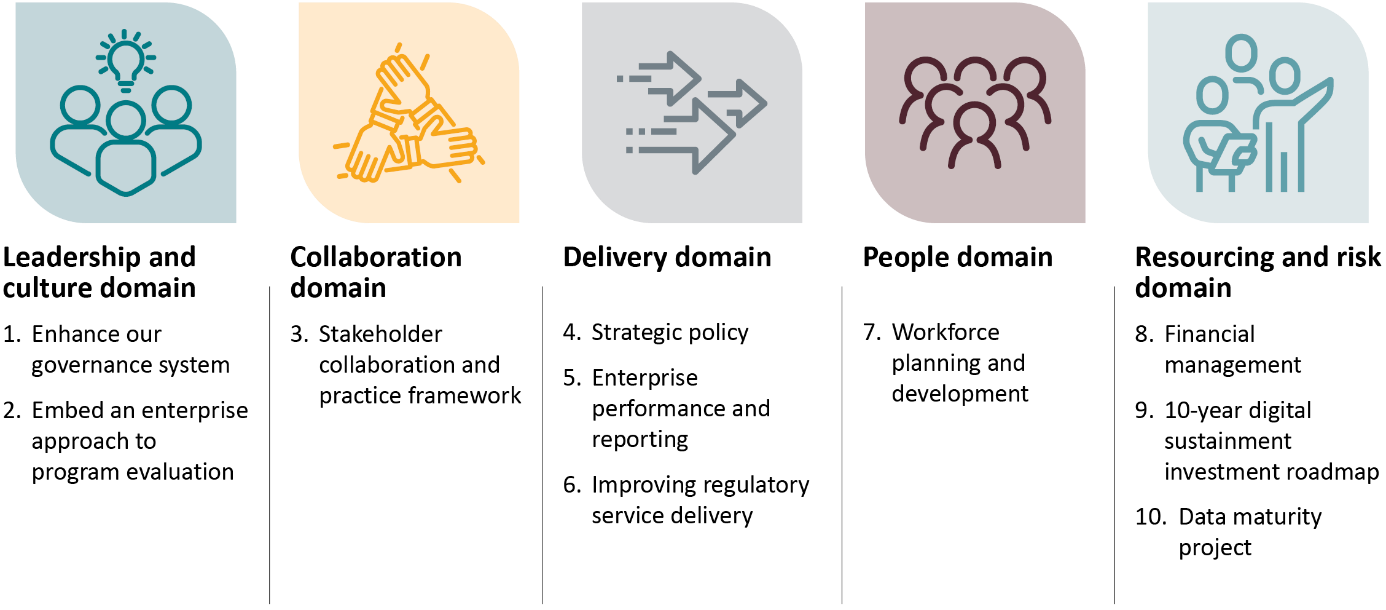 Leadership and
culture domain
1. Enhance our
governance system
2. Embed an enterprise
approach to
program evaluation
Collaboration
domain
3. Stakeholder
collaboration and
practice framework
Delivery domain
4. Strategic policy
5. Enterprise
performance and
reporting
6. Improving regulatory
service delivery
People domain
7. Workforce
planning and
development
Resourcing and risk
domain
8. Financial
management
9. 10-year digital
sustainment
investment roadmap
10. Data maturity
project